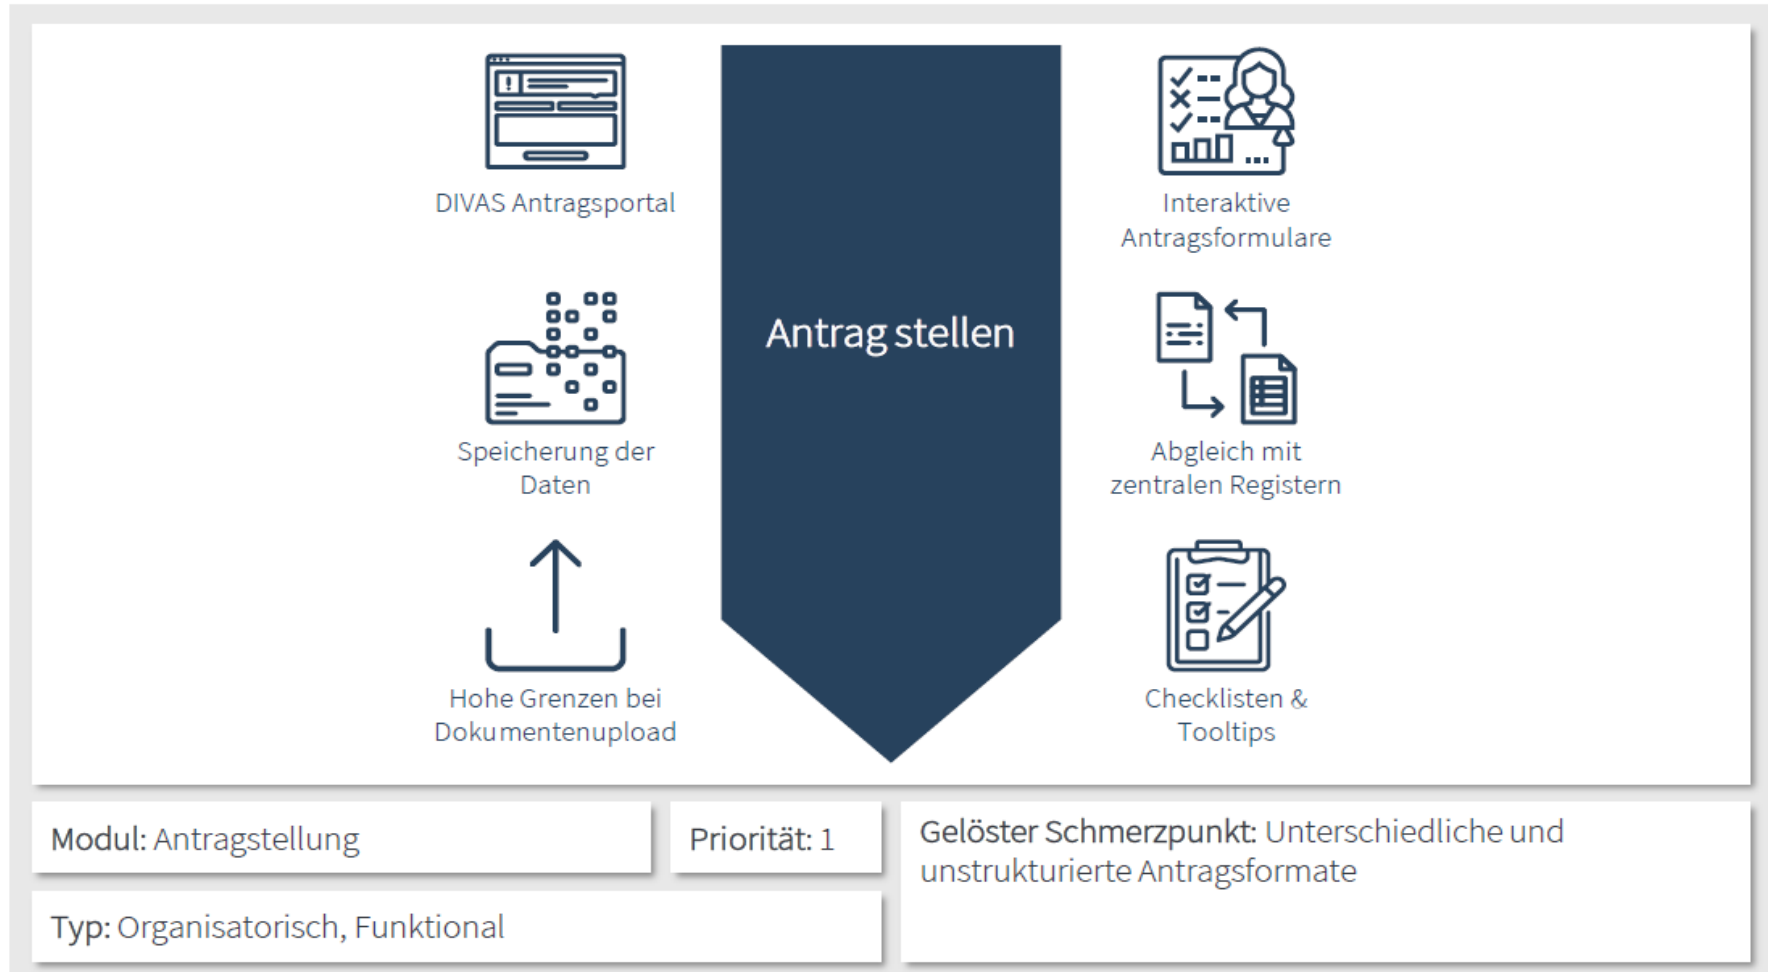 DIVAS Antragsportal
Interaktive
Antragsformulare
Antrag stellen
Speicherung der
Daten
Abgleich mit
zentralen Registern
Hohe Grenzen bei
Dokumentenupload
Checklisten &
Tooltips
Modul: Antragstellung
Priorität: 1
Gelöster Schmerzpunkt: Unterschiedliche und
unstrukturierte Antragsformate
Typ: Organisatorisch, Funktional